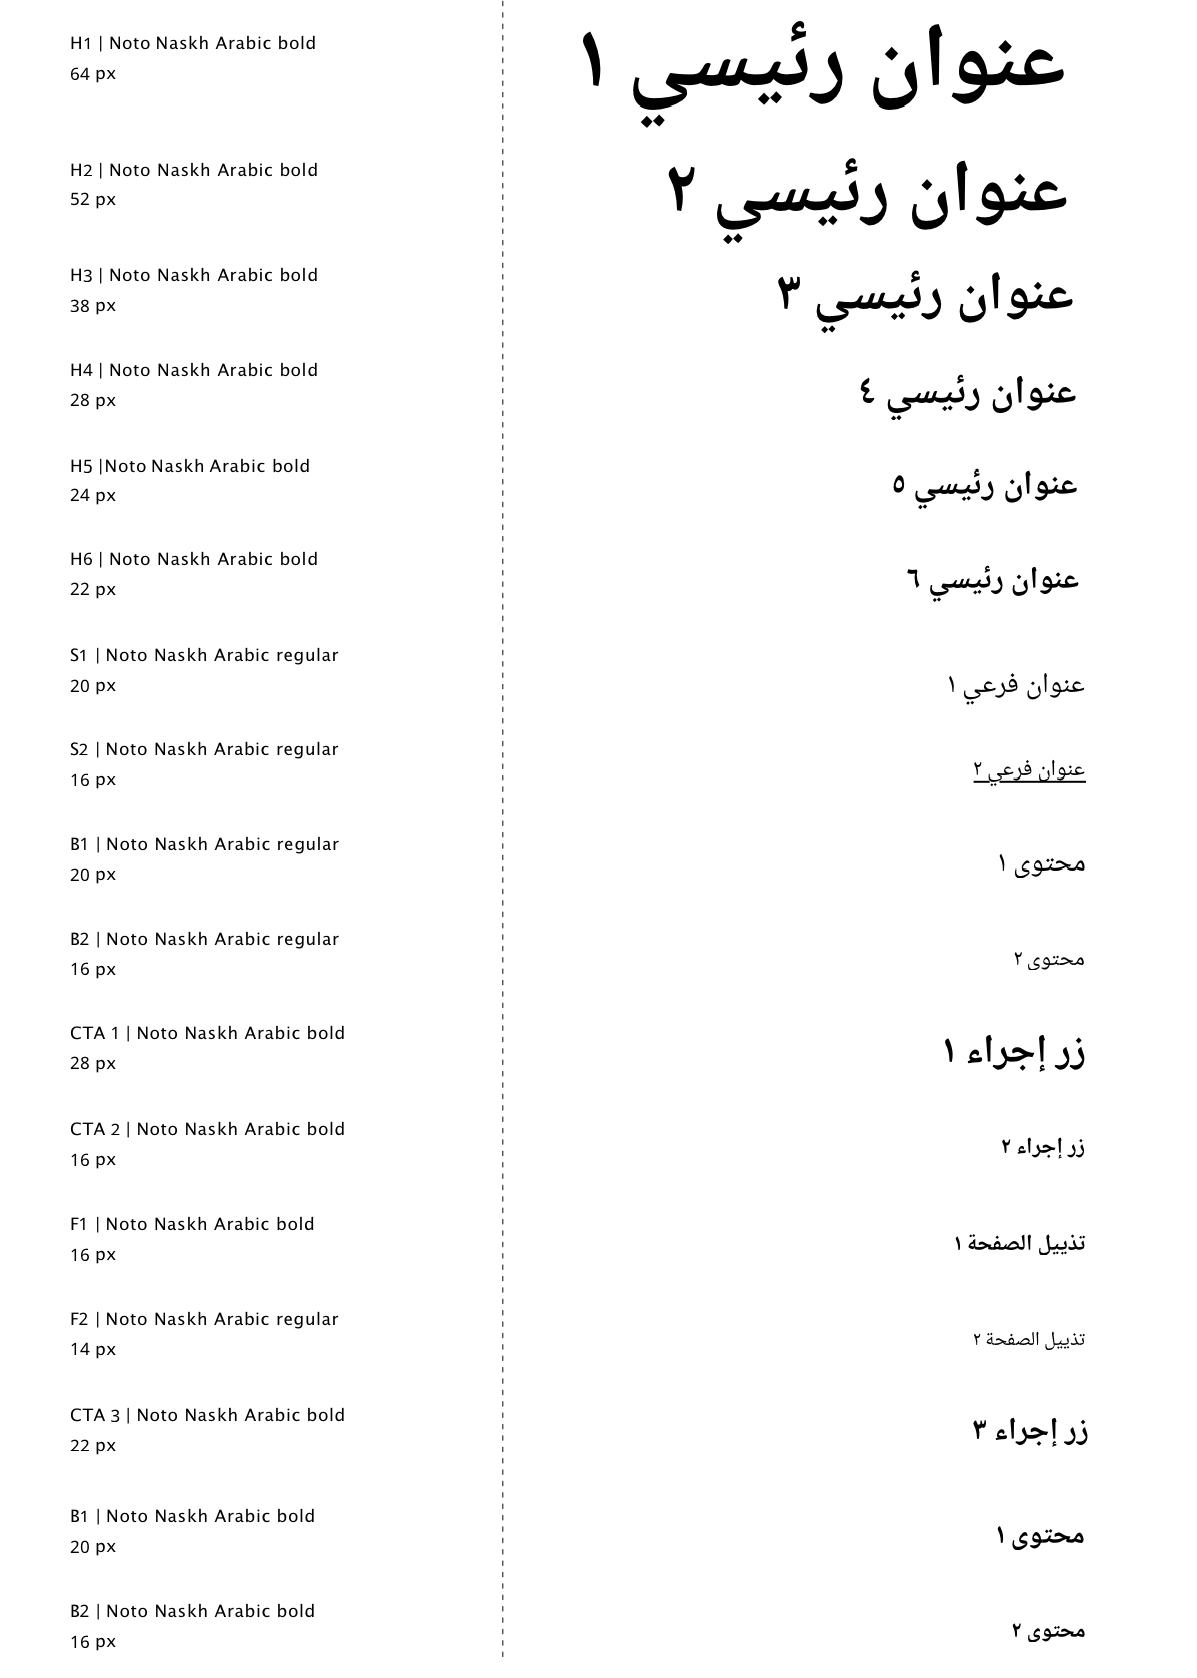 H1 | Noto Naskh Arabic bold
64 px
عنوان رئيسي ١
H2 | Noto Naskh Arabic bold
52 px
عنوان رئيسي ٢
H3 | Noto Naskh Arabic bold
38 px
عنوان رئيسي ٣
H4 | Noto Naskh Arabic bold
28 px
عنوان رئيسي ٤
H5 |Noto Naskh Arabic bold
24 px
عنوان رئيسي ٥
H6 | Noto Naskh Arabic bold
22 px
عنوان رئيسي ٦
S1 | Noto Naskh Arabic regular
20 px
عنوان فرعي ١
S2 | Noto Naskh Arabic regular
16 px
عنوان فرعي ٢
B1 | Noto Naskh Arabic regular
20 px
محتوى ١
B2 | Noto Naskh Arabic regular
16 px
محتوى ٢
CTA 1 | Noto Naskh Arabic bold
28 px
زر إجراء ١
CTA 2 | Noto Naskh Arabic bold
16 px
زر إجراء ٢
F1 | Noto Naskh Arabic bold
16 px
تذييل الصفحة ١
F2 | Noto Naskh Arabic regular
14 px
تذييل الصفحة ٢
CTA 3 | Noto Naskh Arabic bold
22 px
زر إجراء ٣
B1 | Noto Naskh Arabic bold
20 px
محتوى ١
B2 | Noto Naskh Arabic bold
16 px
محتوى ٢